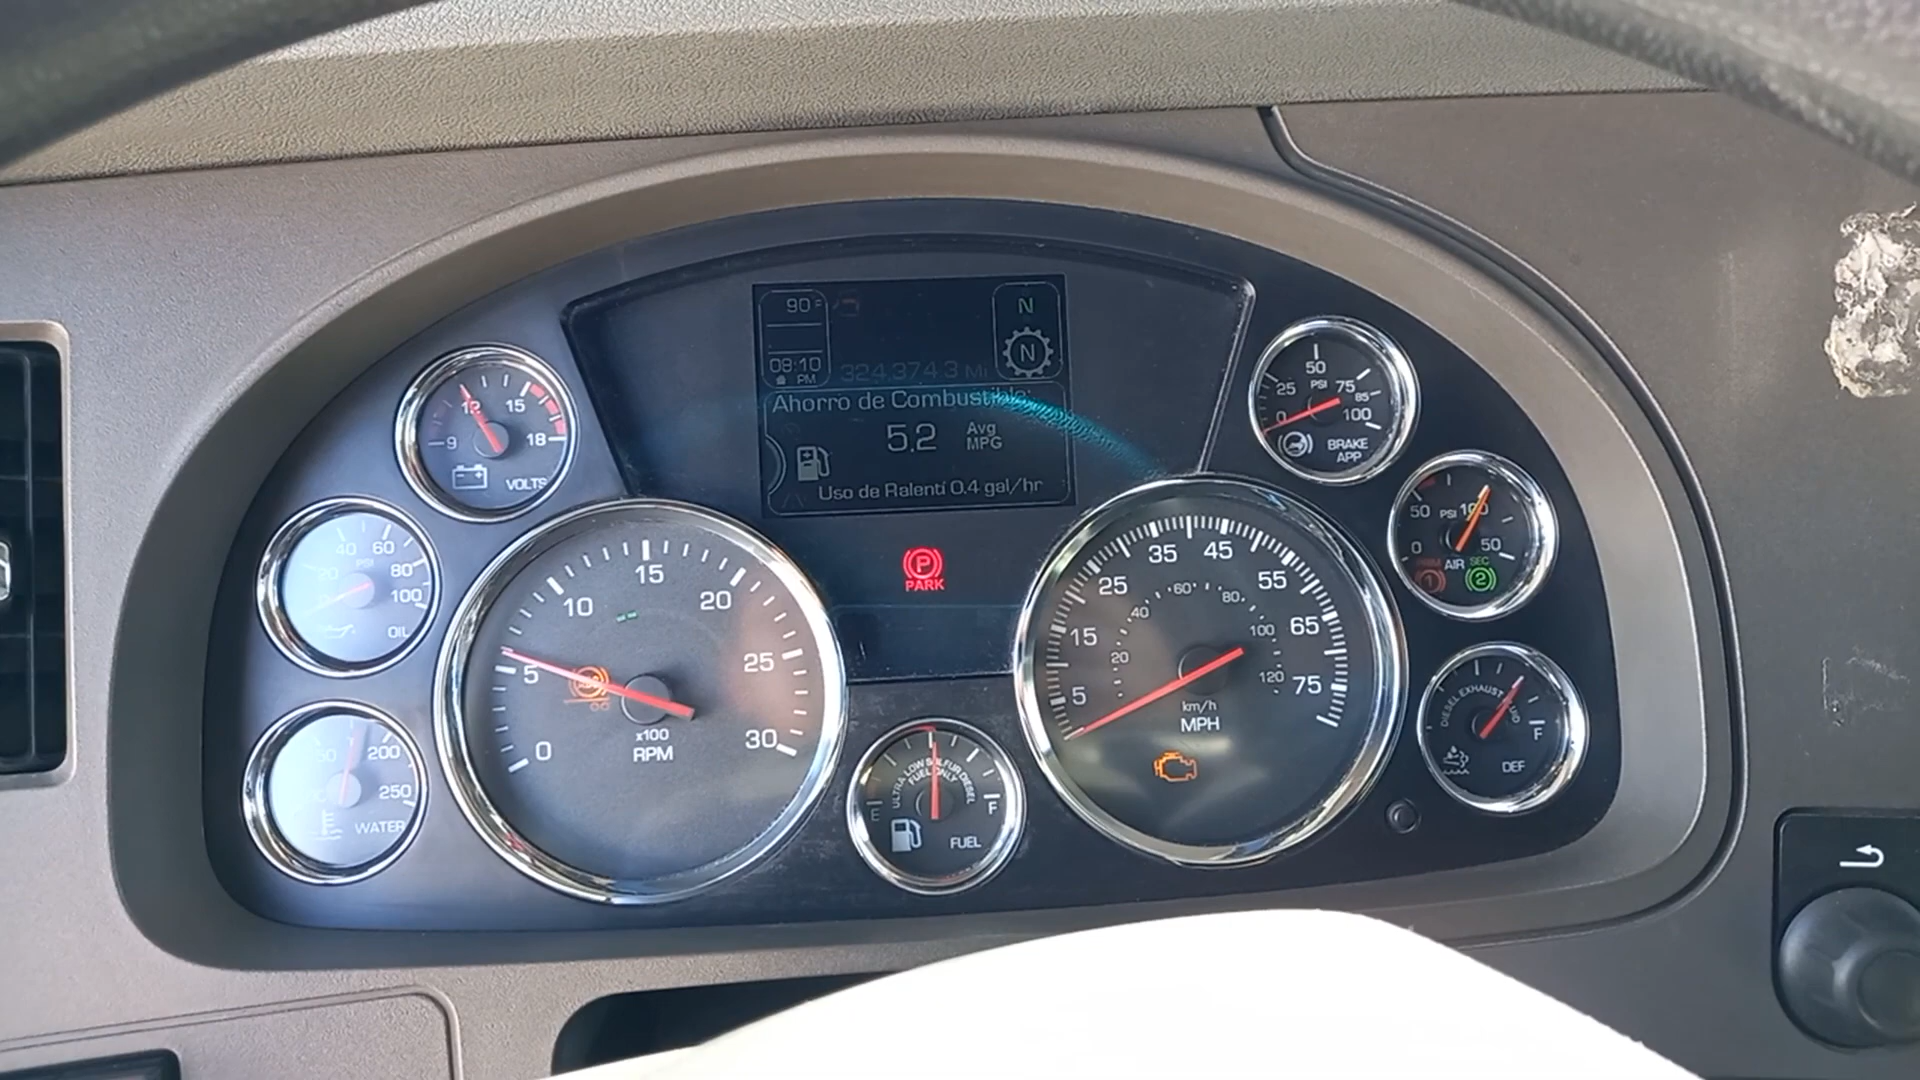 90 F
N
N
08:10
PM
324,374.3 Mi
Ahorro de Combustible:
5.2
Avg
MPG
Uso de Ralentí 0.4 gal/hr
9 12 15 18
VOLTS
20 40 60 80 100
PSI
OIL
200 250
WATER
0 5 10 15 20 25 30
x100
RPM
PARK
ULTRA LOW SULFUR DIESEL
FUEL ONLY
E F
FUEL
5 15 25 35 45 55 65 75
20 40 60 80 100 120
km/h
MPH
0 25 50 75 85 100
PSI
BRAKE
APP
0 50 100 50
PSI
AIR
SEC
1 2
DIESEL EXHAUST FLUID
F
DEF